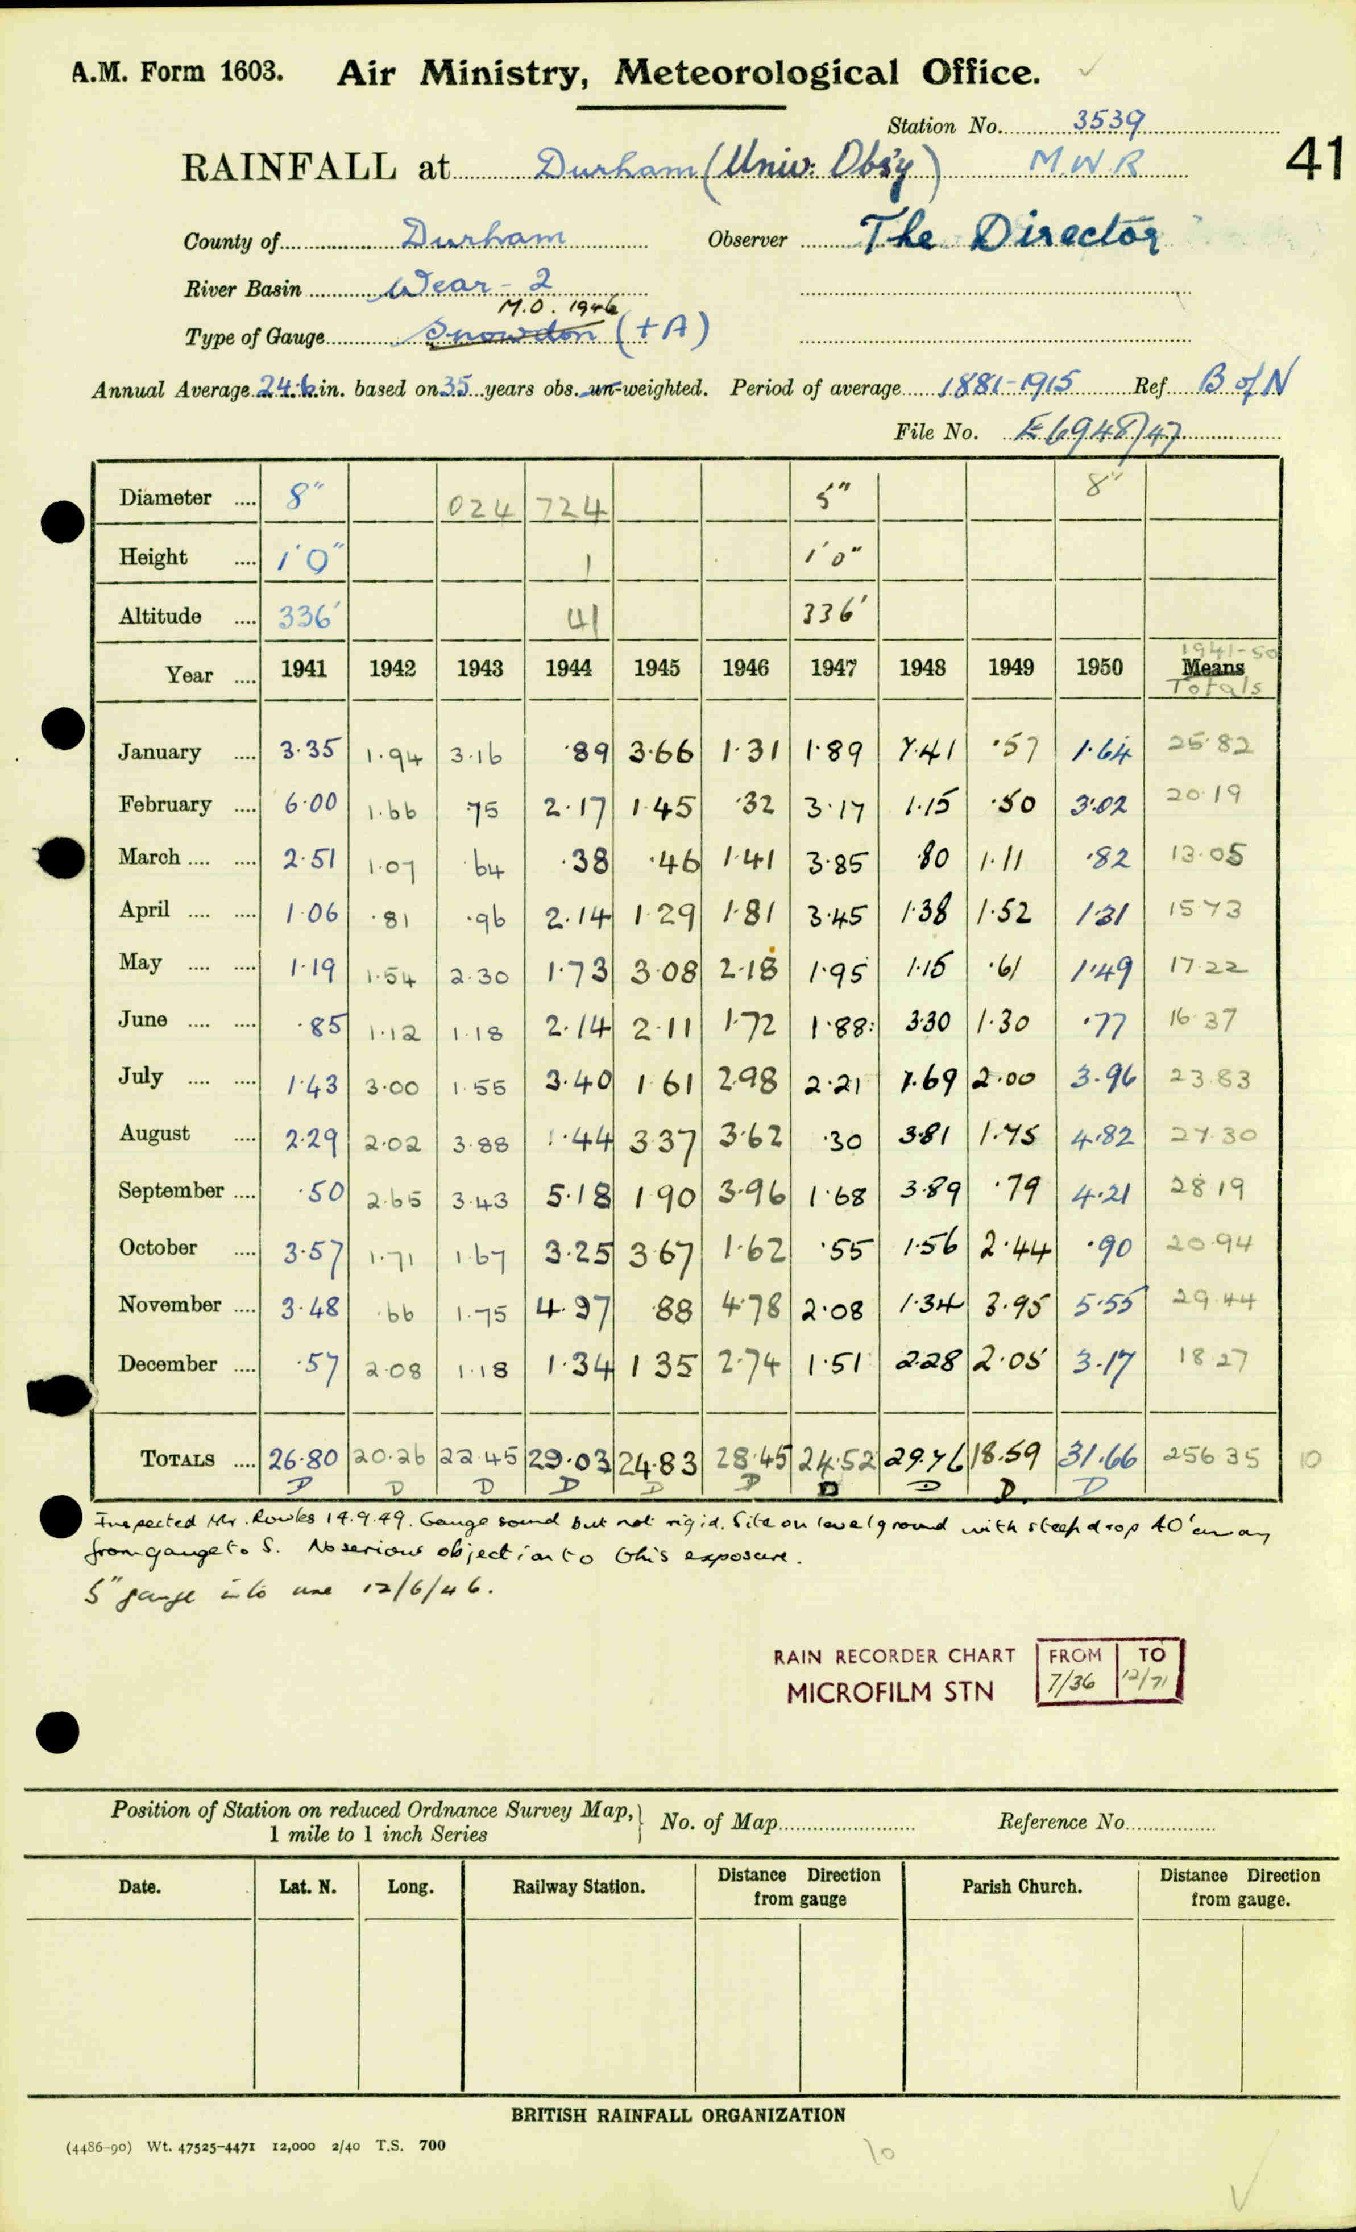 A.M. Form 1603. Air Ministry, Meteorological Office.
Station No. 3539
RAINFALL at Durham (Univ: Obs'y) M.W.R 41
County of Durham Observer The Director
River Basin Wear - 2
M.O. 1946
Type of Gauge Snowdon (+A)
Annual Average 24.6 in. based on 35 years obs. un-weighted. Period of average 1881-1915 Ref. B of N
File No. E6948/47
Diameter .... 8" 024 724 5" 8"
Height .... 1'0" 1 1'0"
Altitude .... 336' 41 336'
1941-50
Year .... 1941 1942 1943 1944 1945 1946 1947 1948 1949 1950 Means
Totals
January .... 3.35 1.94 3.16 .89 3.66 1.31 1.89 7.41 .57 1.64 25.82
February .... 6.00 1.66 .75 2.17 1.45 .32 3.17 1.15 .50 3.02 20.19
March .... .... 2.51 1.07 .64 .38 .46 1.41 3.85 .80 1.11 .82 13.05
April .... .... 1.06 .81 .96 2.14 1.29 1.81 3.45 1.38 1.52 1.31 15.73
May .... .... 1.19 1.54 2.30 1.73 3.08 2.18 1.95 1.15 .61 1.49 17.22
June .... .... .85 1.12 1.18 2.14 2.11 1.72 1.88 3.30 1.30 .77 16.37
July .... .... 1.43 3.00 1.55 3.40 1.61 2.98 2.21 1.69 2.00 3.96 23.83
August .... 2.29 2.02 3.88 1.44 3.37 3.62 .30 3.81 1.75 4.82 27.30
September .... .50 2.65 3.43 5.18 1.90 3.96 1.68 3.89 .79 4.21 28.19
October .... 3.57 1.71 1.67 3.25 3.67 1.62 .55 1.56 2.44 .90 20.94
November .... 3.48 .66 1.75 4.97 .88 4.78 2.08 1.34 3.95 5.55 29.44
December .... .57 2.08 1.18 1.34 1.35 2.74 1.51 2.28 2.05 3.17 18.27
TOTALS .... 26.80 20.26 22.45 29.03 24.83 28.45 24.52 29.76 18.59 31.66 256.35 10
D D D D D D D D D D
Inspected Mr. Rowles 14.9.49. Gauge sound but not rigid. Site on level ground with steep drop 40' away
from gauge to S. No serious objection to this exposure.
5" gauge into use 12/6/46.
RAIN RECORDER CHART FROM TO
MICROFILM STN 7/36 12/71
Position of Station on reduced Ordnance Survey Map, No. of Map Reference No.
1 mile to 1 inch Series
Date. Lat. N. Long. Railway Station. Distance Direction Parish Church. Distance Direction
from gauge from gauge.
BRITISH RAINFALL ORGANIZATION
(4486-90) Wt. 47525-4471 12,000 2/40 T.S. 700 10